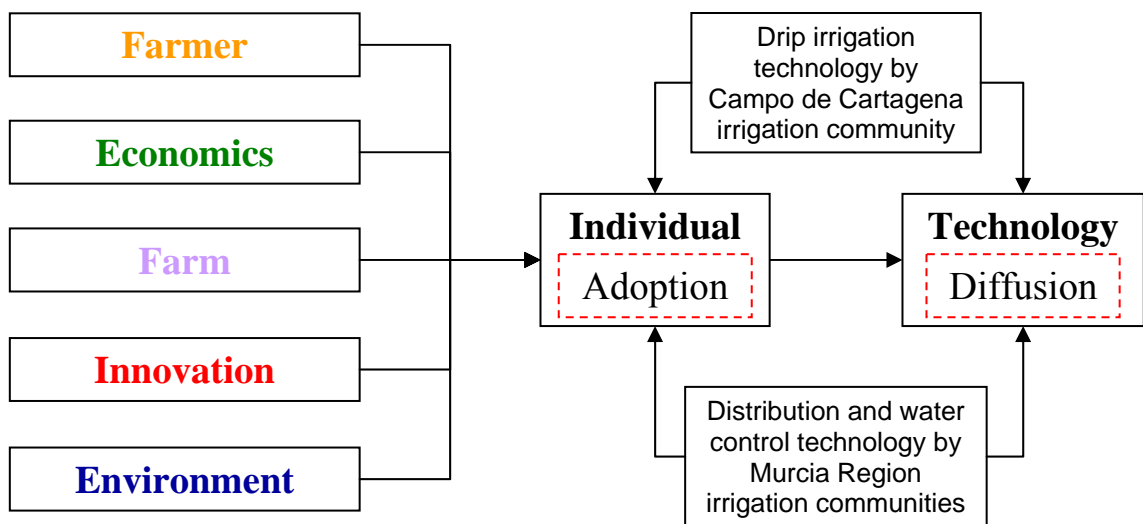 Farmer
Economics
Farm
Innovation
Environment
Drip irrigation
technology by
Campo de Cartagena
irrigation community
Individual
Adoption
Technology
Diffusion
Distribution and water
control technology by
Murcia Region
irrigation communities